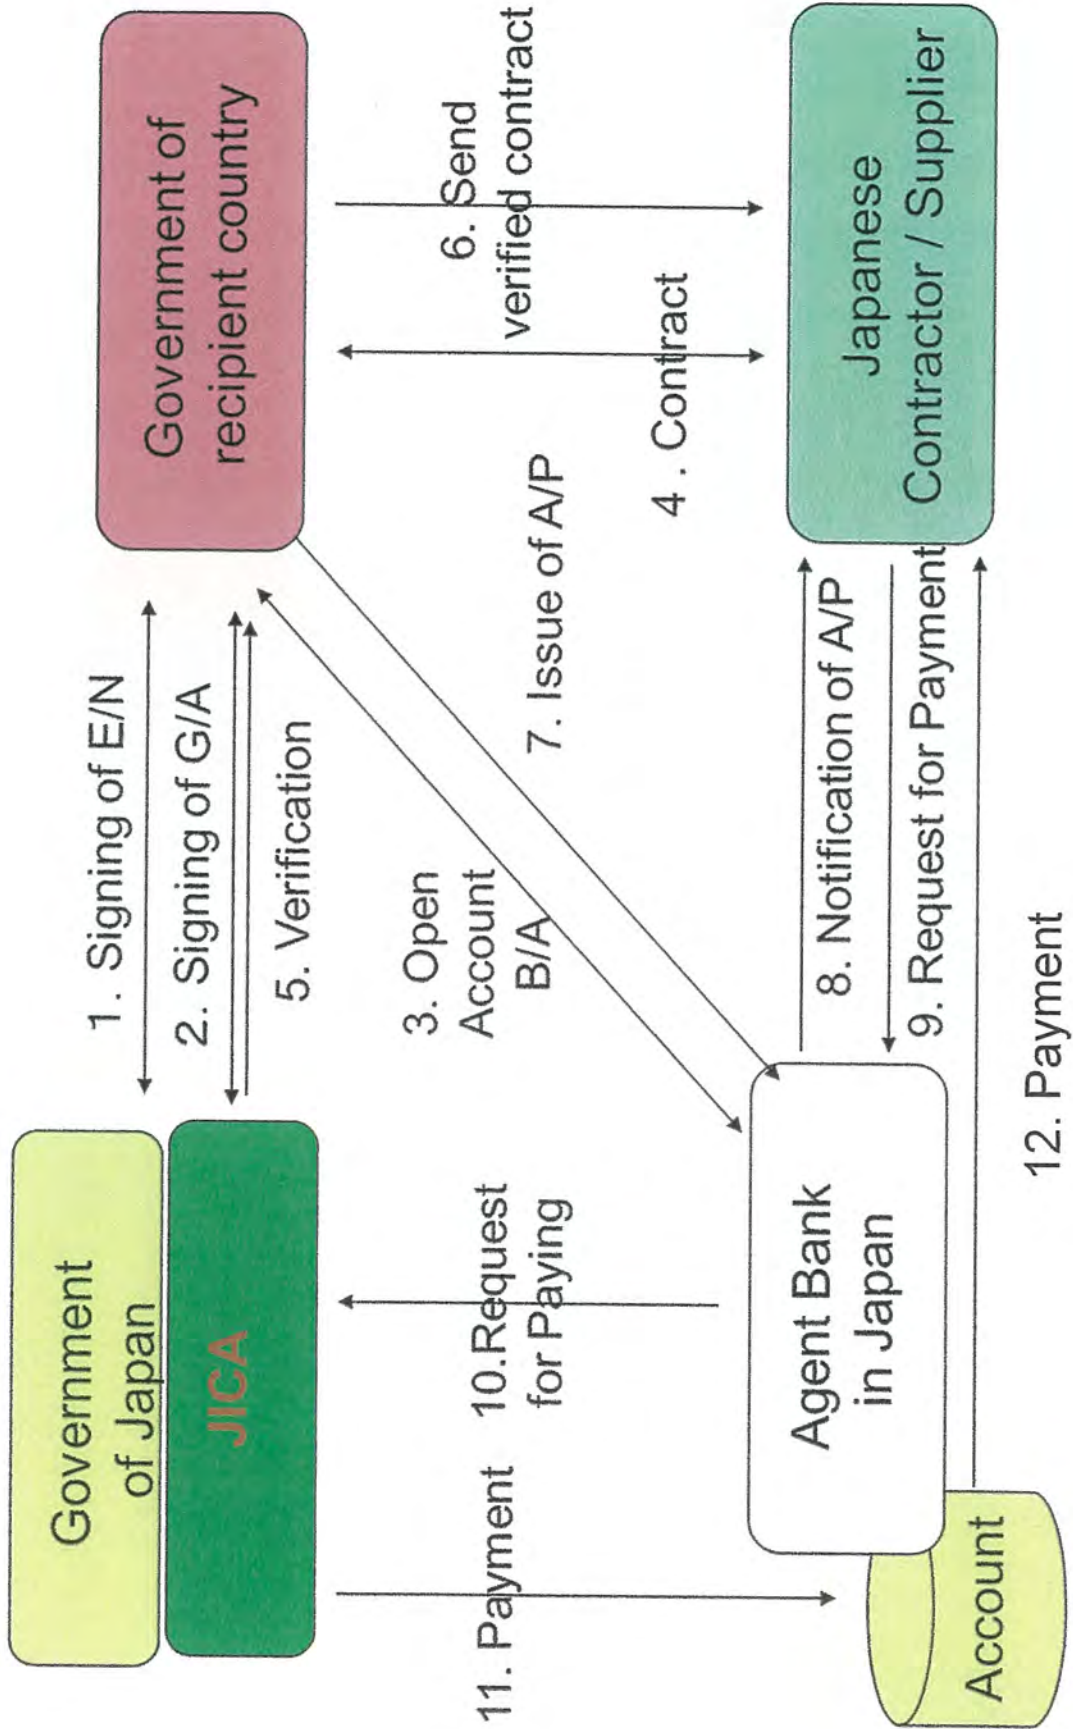 Government
of Japan
JICA
Government of
recipient country
1. Signing of E/N
2. Signing of G/A
5. Verification
3. Open
Account
B/A
7. Issue of A/P
6. Send
verified contract
4 . Contract
11. Payment
10.Request
for Paying
Agent Bank
in Japan
Account
8. Notification of A/P
9. Request for Payment
12. Payment
Japanese
Contractor / Supplier